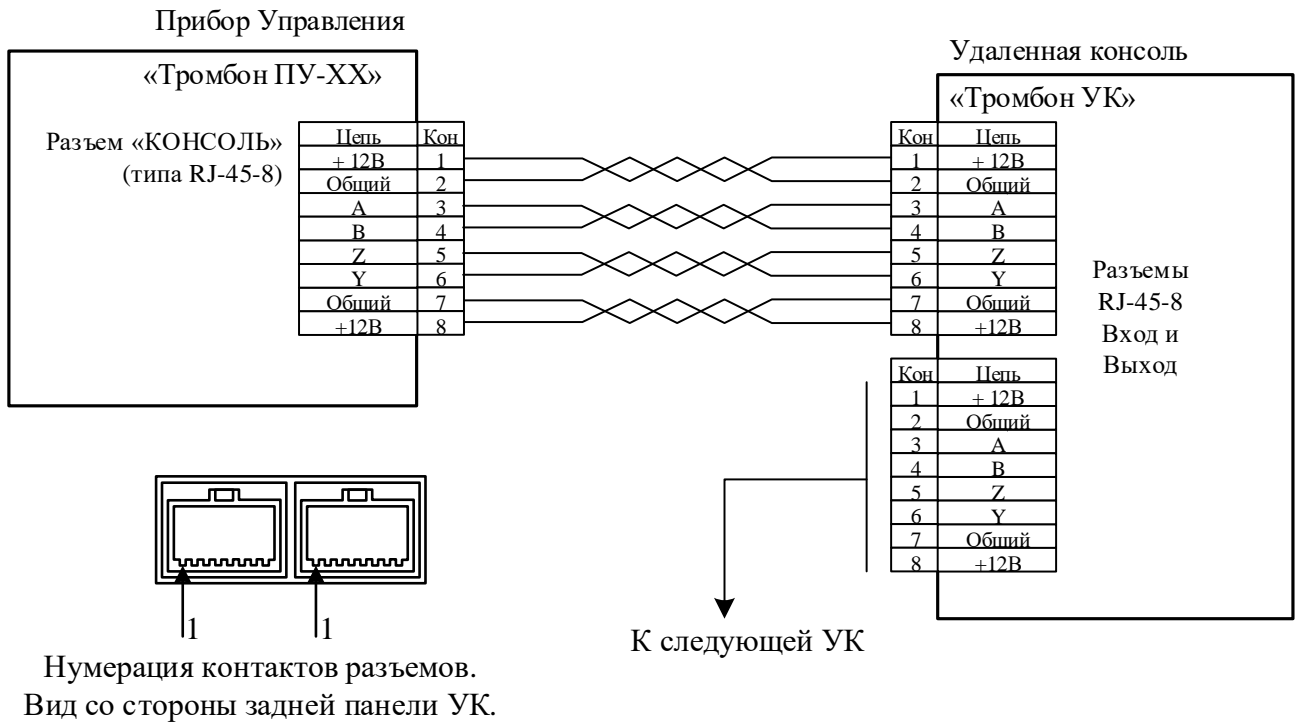 Прибор Управления
«Тромбон ПУ-ХХ»
Разъем «КОНСОЛЬ»
(типа RJ-45-8)
Цепь Кон
+ 12В 1
Общий 2
А 3
В 4
Z 5
Y 6
Общий 7
+12В 8
Удаленная консоль
«Тромбон УК»
Кон Цепь
1 + 12В
2 Общий
3 А
4 В
5 Z
6 Y
7 Общий
8 +12В
Разъемы
RJ-45-8
Вход и
Выход
Кон Цепь
1 + 12В
2 Общий
3 А
4 В
5 Z
6 Y
7 Общий
8 +12В
К следующей УК
1 1
Нумерация контактов разъемов.
Вид со стороны задней панели УК.